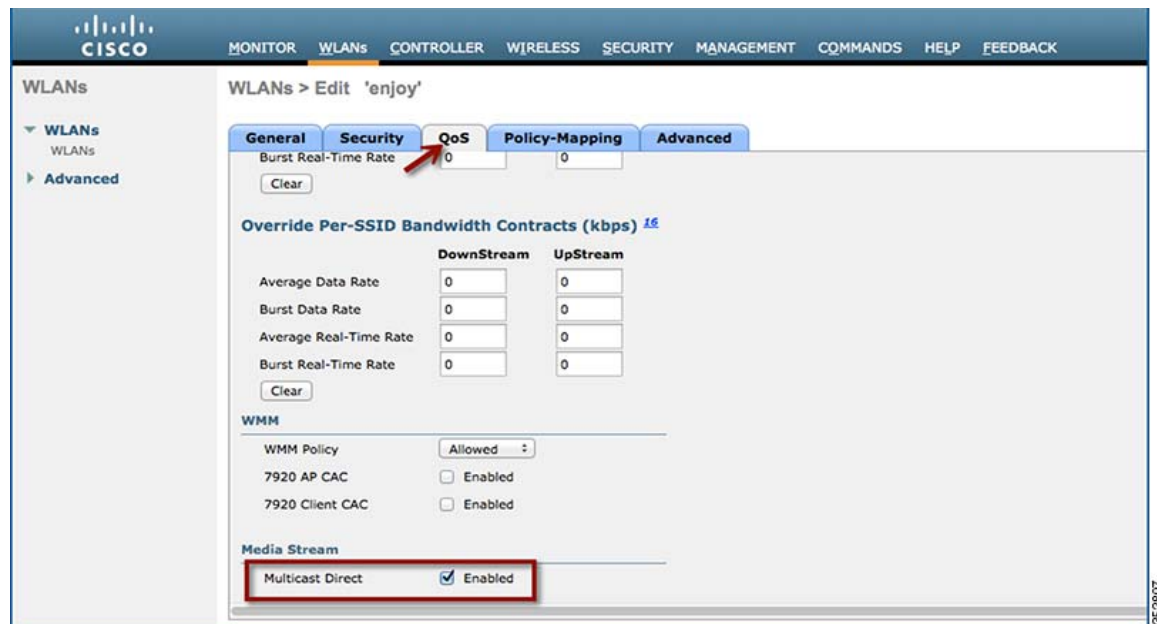 CISCO
MONITOR WLANs CONTROLLER WIRELESS SECURITY MANAGEMENT COMMANDS HELP FEEDBACK
WLANs
WLANs > Edit 'enjoy'
WLANs
WLANs
Advanced
General Security QoS Policy-Mapping Advanced
Burst Real-Time Rate 0 0
Clear
Override Per-SSID Bandwidth Contracts (kbps) 16
DownStream UpStream
Average Data Rate 0 0
Burst Data Rate 0 0
Average Real-Time Rate 0 0
Burst Real-Time Rate 0 0
Clear
WMM
WMM Policy Allowed
7920 AP CAC Enabled
7920 Client CAC Enabled
Media Stream
Multicast Direct Enabled